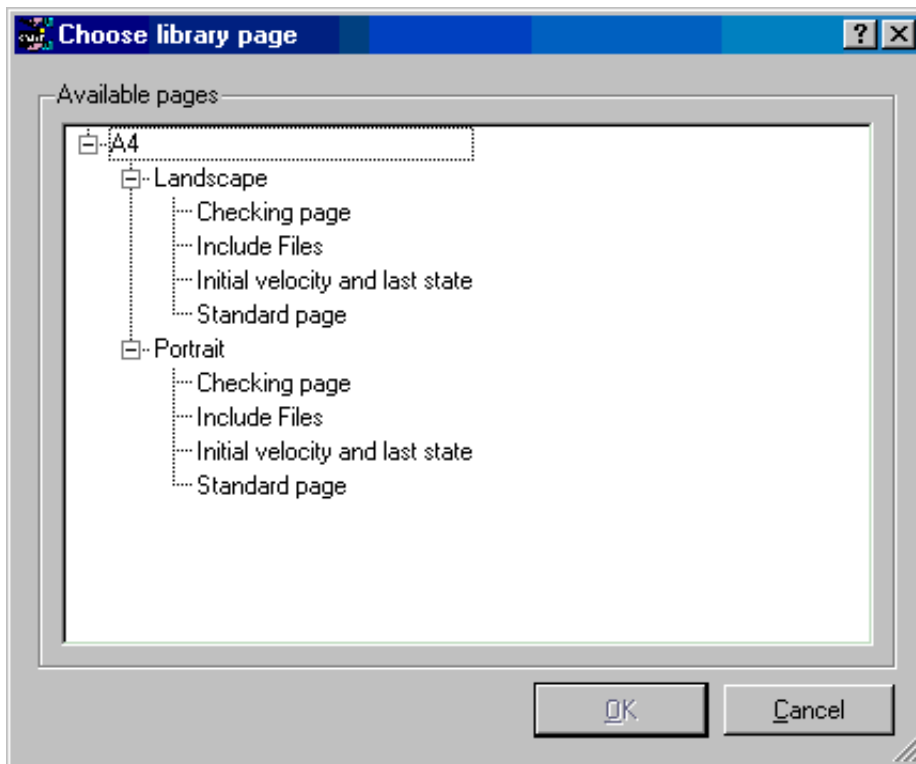 Choose library page
Available pages
A4
Landscape
Checking page
Include Files
Initial velocity and last state
Standard page
Portrait
Checking page
Include Files
Initial velocity and last state
Standard page
OK
Cancel